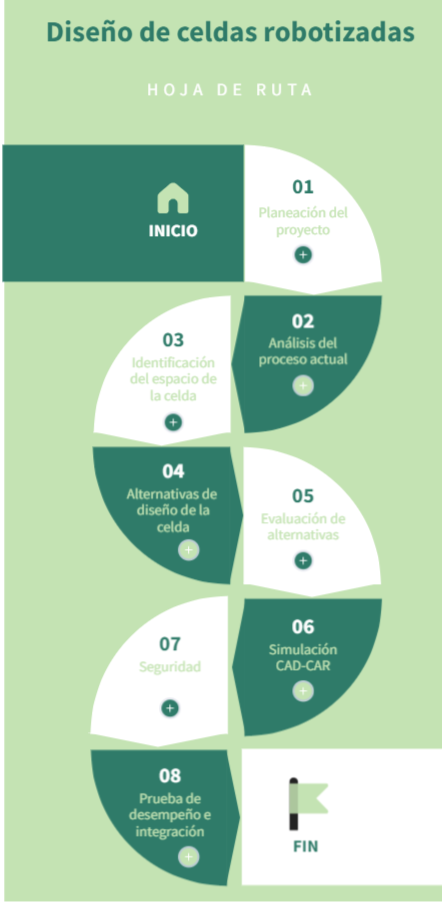 Diseño de celdas robotizadas
HOJA DE RUTA
INICIO
01
Planeación del
proyecto
+
02
Análisis del
proceso actual
+
03
Identificación
del espacio de
la celda
+
04
Alternativas de
diseño de la
celda
+
05
Evaluación de
alternativas
+
06
Simulación
CAD-CAR
+
07
Seguridad
+
08
Prueba de
desempeño e
integración
+
FIN